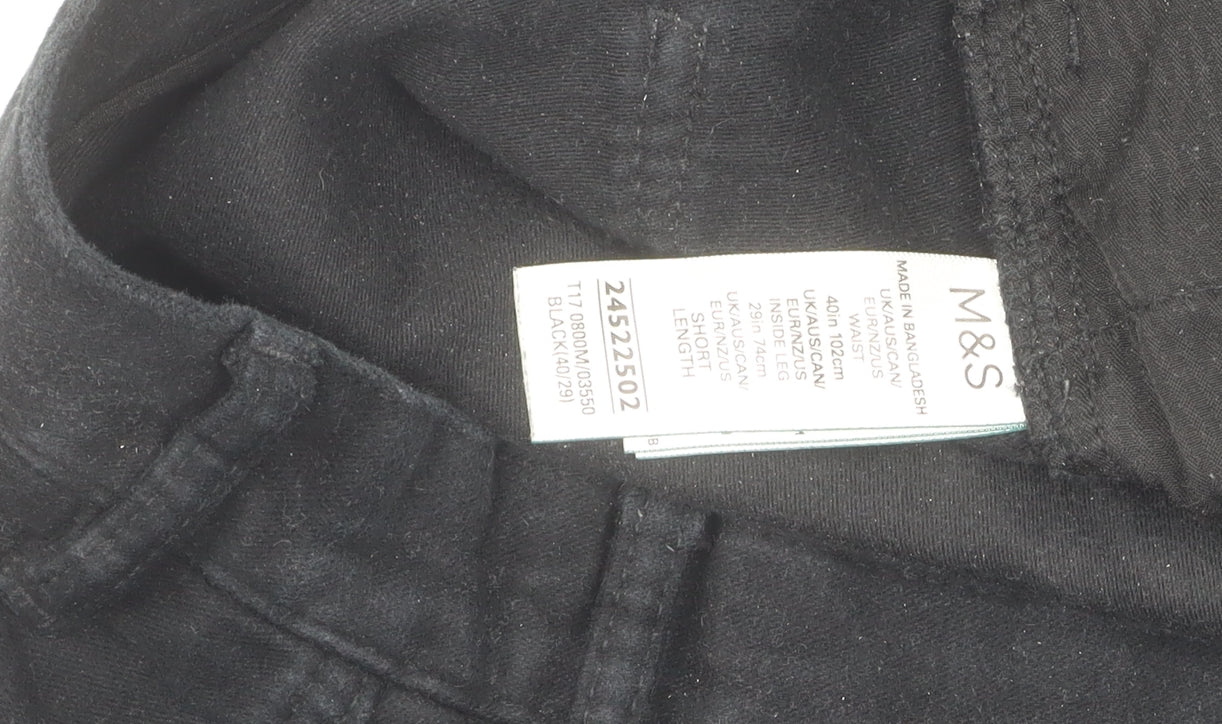 M&S
MADE IN BANGLADESH
UK/AUS/CAN/
EUR/NZ/US
WAIST
40in 102cm
UK/AUS/CAN/
EUR/NZ/US
INSIDE LEG
29in 74cm
UK/AUS/CAN/
EUR/NZ/US
SHORT
LENGTH
24522502
T17 0800M/03550
BLACK(40/29)
B